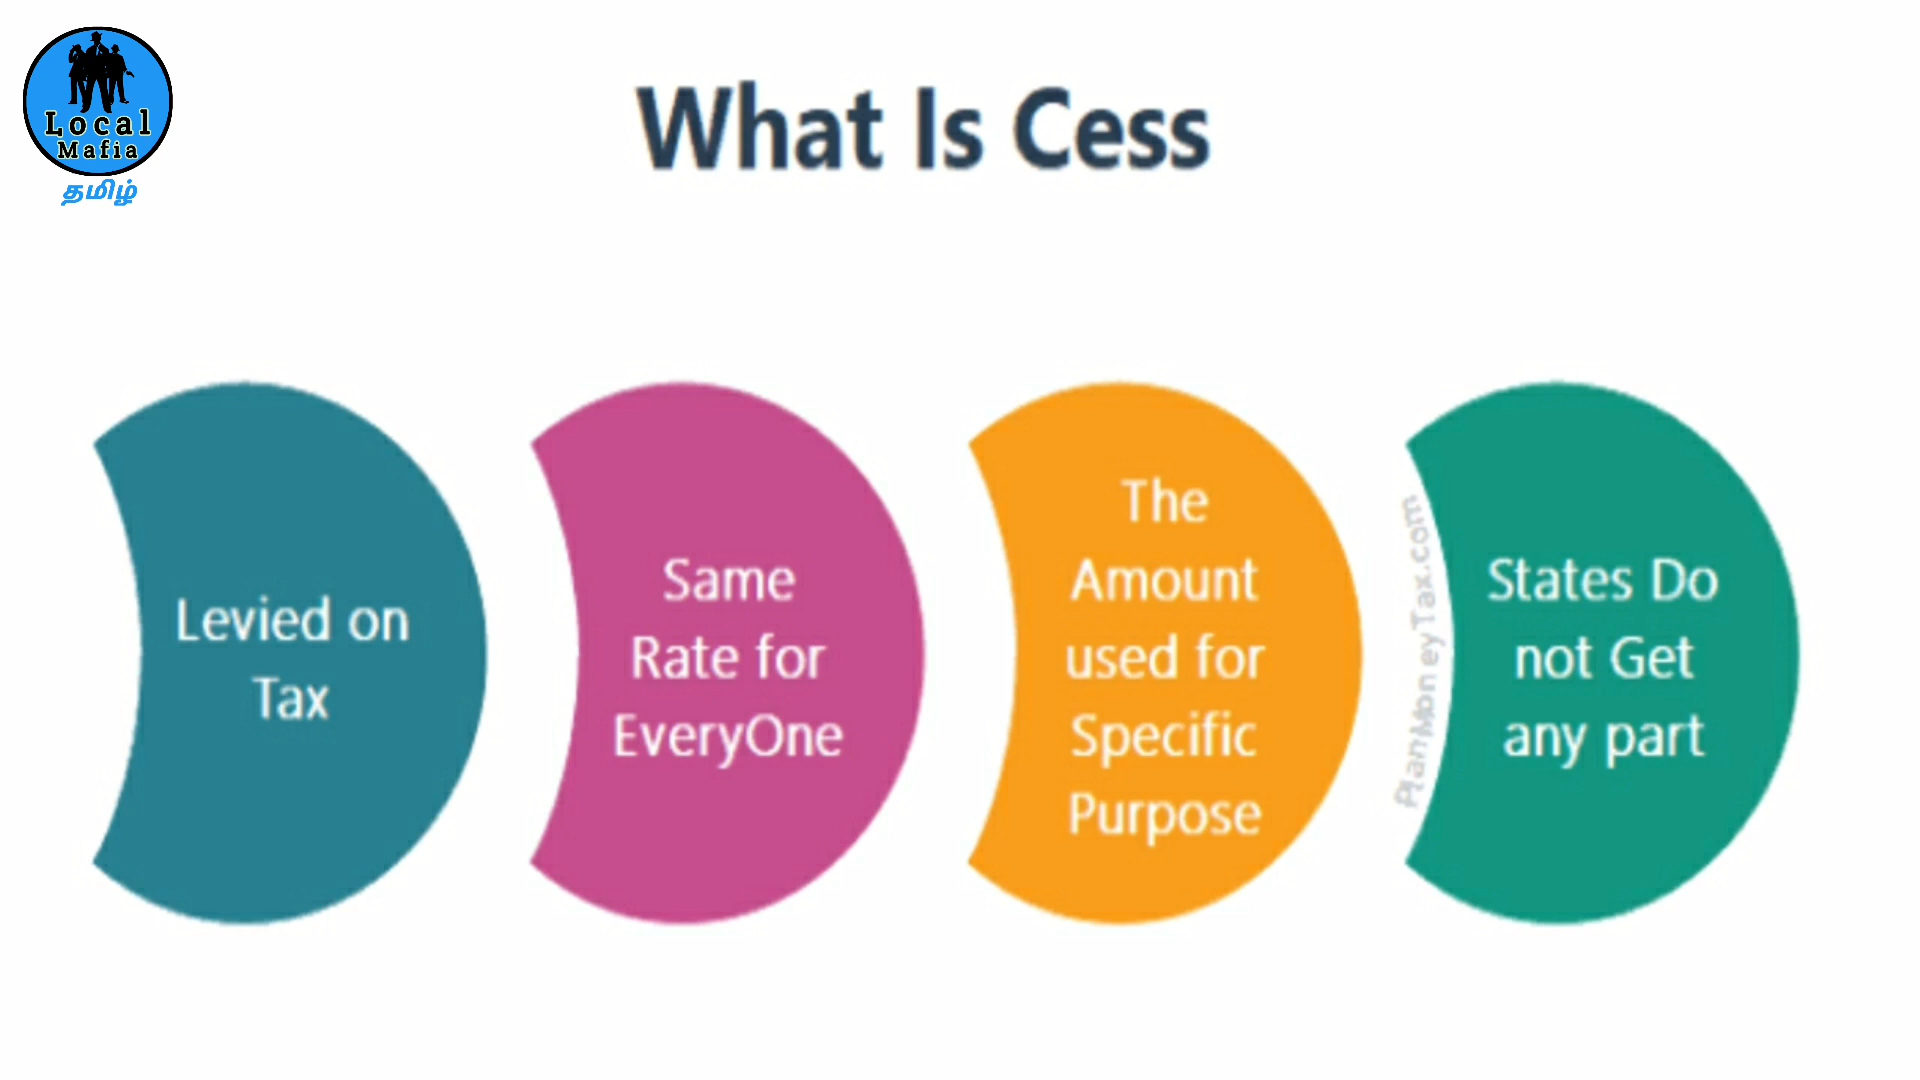 Local
Mafia
தமிழ்
What Is Cess
Levied on
Tax
Same
Rate for
EveryOne
The
Amount
used for
Specific
Purpose
PlanMoneyTax.com
States Do
not Get
any part